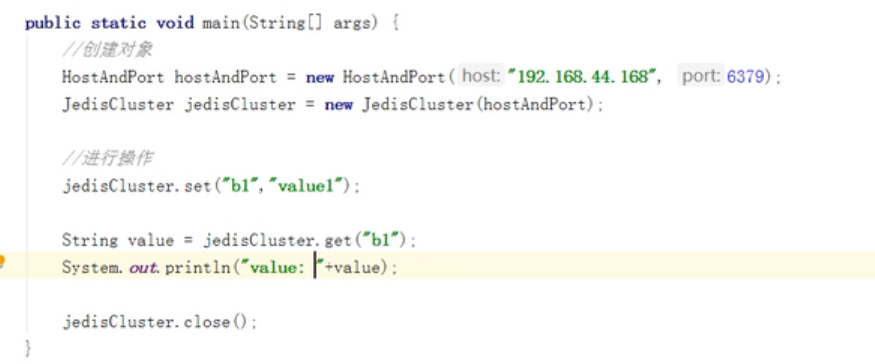 public static void main(String[] args) {
//创建对象
HostAndPort hostAndPort = new HostAndPort( host: "192.168.44.168", port: 6379);
JedisCluster jedisCluster = new JedisCluster(hostAndPort);
//进行操作
jedisCluster.set("b1","value1");
String value = jedisCluster.get("b1");
System.out.println("value: "+value);
jedisCluster.close();
}